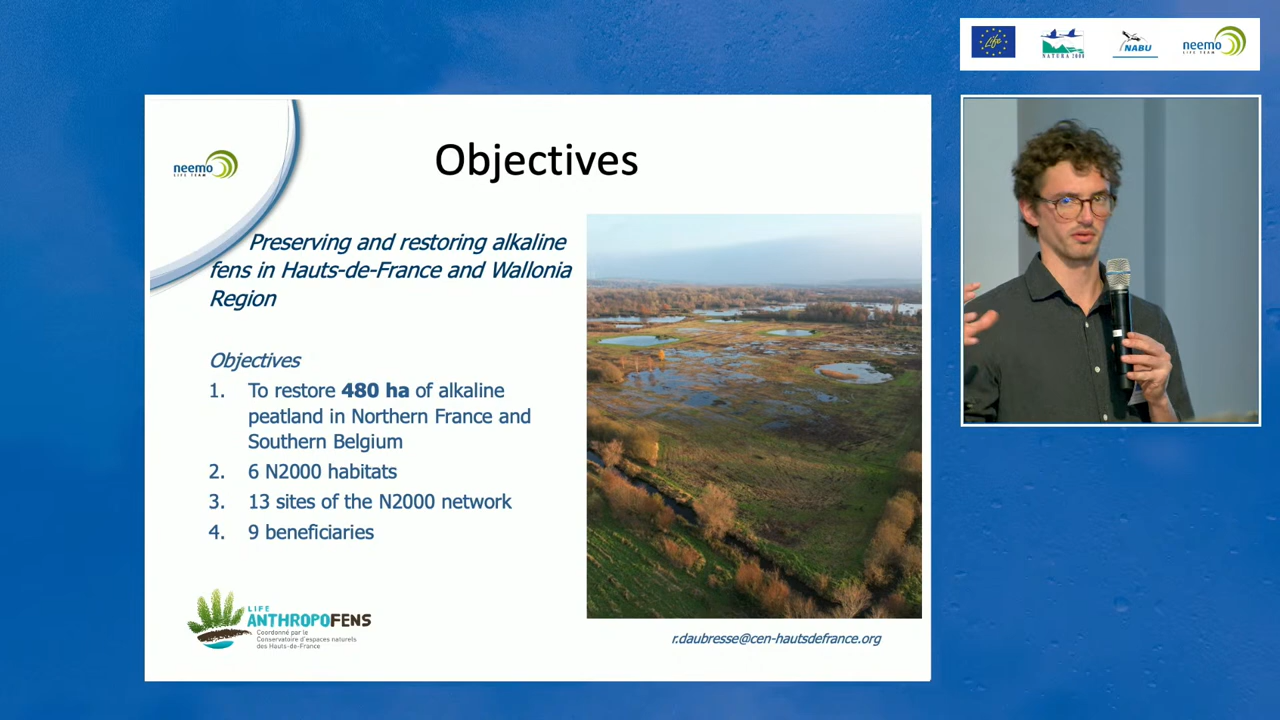 Life
NATURA 2000
NABU
neemo
LIFE TEAM
neemo
LIFE TEAM
Objectives
Preserving and restoring alkaline
fens in Hauts-de-France and Wallonia
Region
Objectives
1. To restore 480 ha of alkaline
peatland in Northern France and
Southern Belgium
2. 6 N2000 habitats
3. 13 sites of the N2000 network
4. 9 beneficiaries
LIFE
ANTHROPOFENS
Coordonné par le
Conservatoire d'espaces naturels
des Hauts-de-France
r.daubresse@cen-hautsdefrance.org